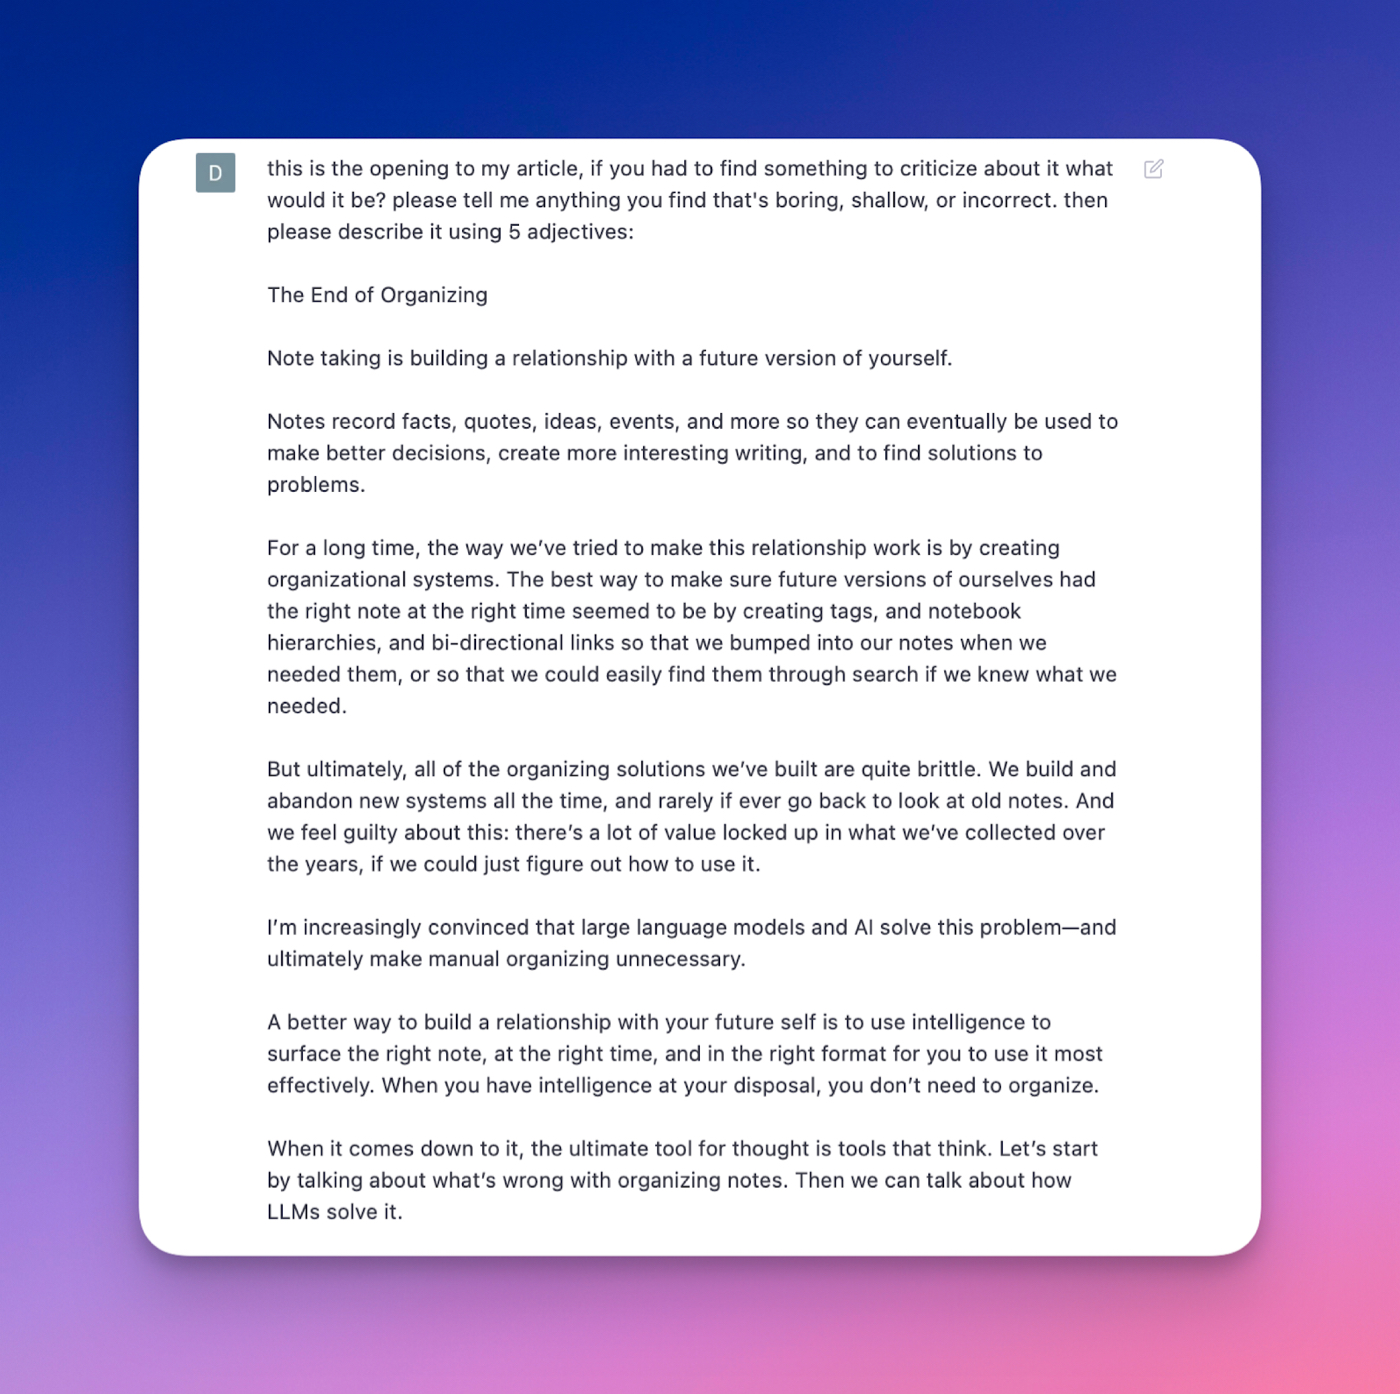 D
this is the opening to my article, if you had to find something to criticize about it what
would it be? please tell me anything you find that's boring, shallow, or incorrect. then
please describe it using 5 adjectives:
The End of Organizing
Note taking is building a relationship with a future version of yourself.
Notes record facts, quotes, ideas, events, and more so they can eventually be used to
make better decisions, create more interesting writing, and to find solutions to
problems.
For a long time, the way we’ve tried to make this relationship work is by creating
organizational systems. The best way to make sure future versions of ourselves had
the right note at the right time seemed to be by creating tags, and notebook
hierarchies, and bi-directional links so that we bumped into our notes when we
needed them, or so that we could easily find them through search if we knew what we
needed.
But ultimately, all of the organizing solutions we’ve built are quite brittle. We build and
abandon new systems all the time, and rarely if ever go back to look at old notes. And
we feel guilty about this: there’s a lot of value locked up in what we’ve collected over
the years, if we could just figure out how to use it.
I’m increasingly convinced that large language models and AI solve this problem—and
ultimately make manual organizing unnecessary.
A better way to build a relationship with your future self is to use intelligence to
surface the right note, at the right time, and in the right format for you to use it most
effectively. When you have intelligence at your disposal, you don’t need to organize.
When it comes down to it, the ultimate tool for thought is tools that think. Let’s start
by talking about what’s wrong with organizing notes. Then we can talk about how
LLMs solve it.